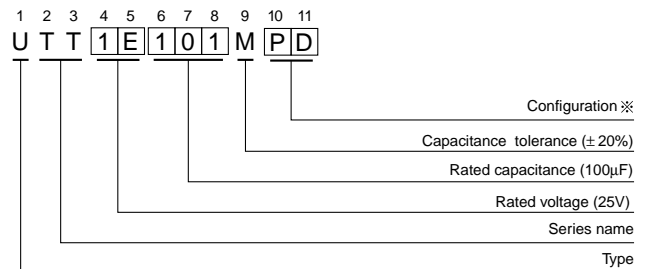 1 2 3 4 5 6 7 8 9 10 11
U T T 1 E 1 0 1 M P D
Configuration ※
Capacitance tolerance (±20%)
Rated capacitance (100μF)
Rated voltage (25V)
Series name
Type